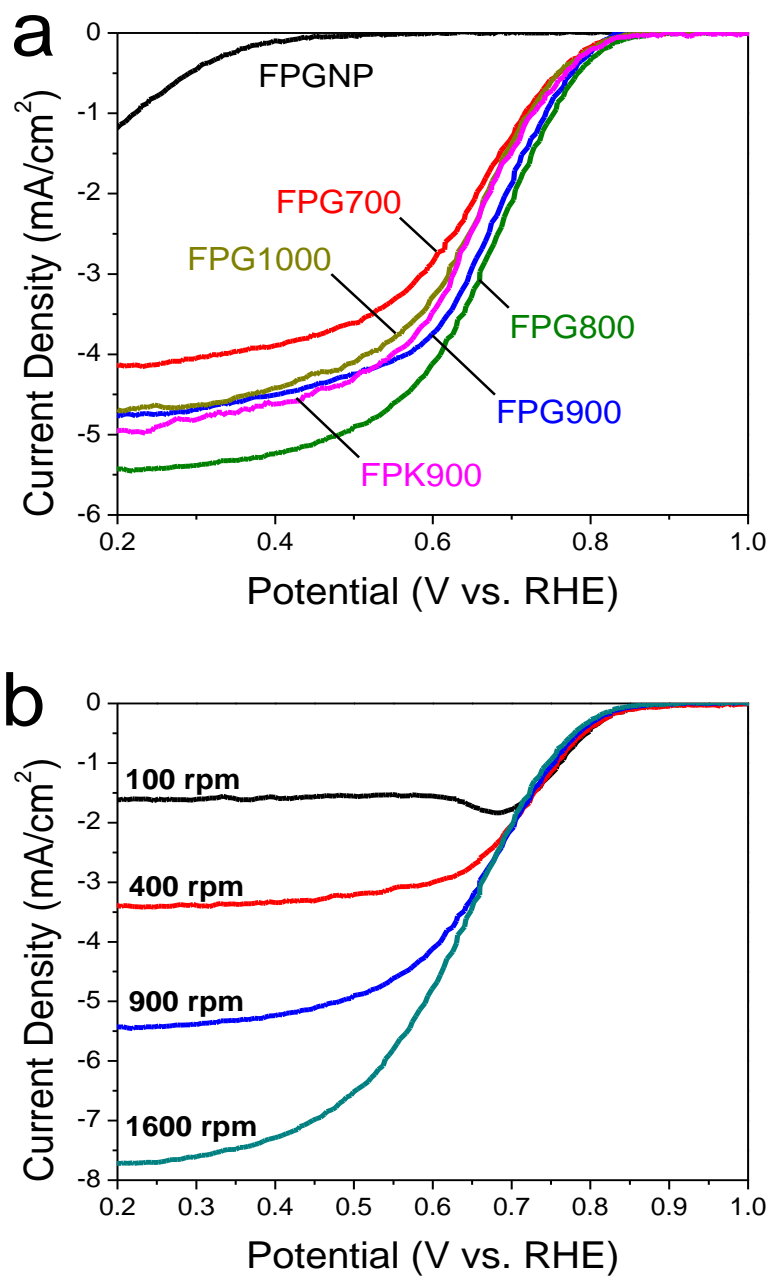 a
0
FPGNP
-1
-2
FPG700
FPG1000
-3
FPG800
-4
FPG900
-5
FPK900
-6
Current Density (mA/cm²)
0.2 0.4 0.6 0.8 1.0
Potential (V vs. RHE)
b
0
-1
100 rpm
-2
-3
400 rpm
-4
-5
900 rpm
-6
-7
1600 rpm
-8
Current Density (mA/cm²)
0.2 0.3 0.4 0.5 0.6 0.7 0.8 0.9 1.0
Potential (V vs. RHE)